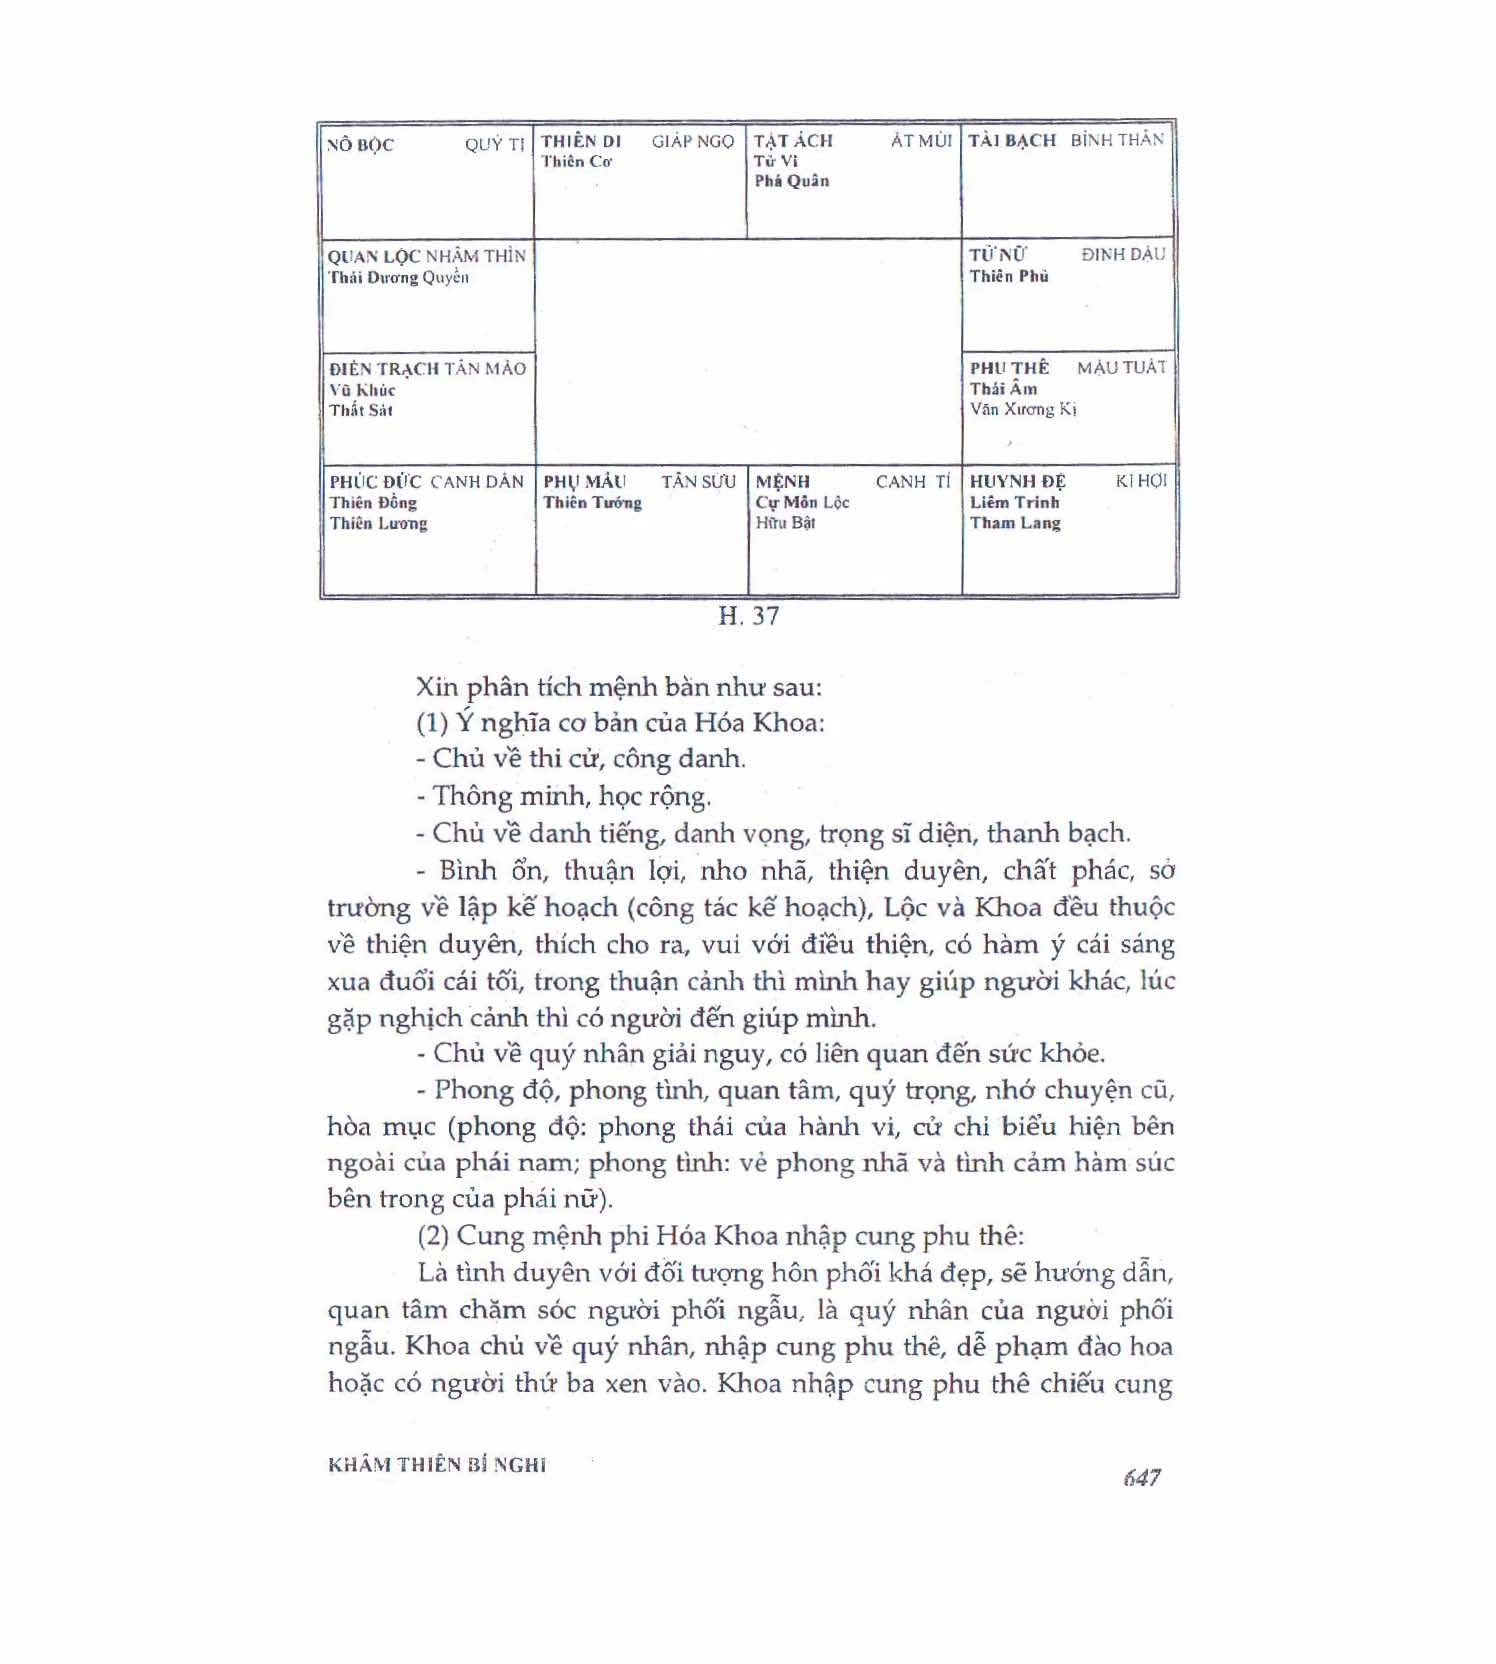 NÔ BỘC QUÝ TỊ
THIÊN DI GIÁP NGỌ
Thiên Cơ
TẬT ÁCH ẤT MÙI
Tử Vi
Phá Quân
TÀI BẠCH BÍNH THÂN
QUAN LỘC NHÂM THÌN
Thái Dương Quyền
TỬ NỮ ĐINH DẬU
Thiên Phủ
ĐIỀN TRẠCH TÂN MÃO
Vũ Khúc
Thất Sát
PHU THÊ MẬU TUẤT
Thái Âm
Văn Xương Kị
PHÚC ĐỨC CANH DẦN
Thiên Đồng
Thiên Lương
PHỤ MẪU TÂN SỬU
Thiên Tướng
MỆNH CANH TÍ
Cự Môn Lộc
Hữu Bật
HUYNH ĐỆ KỈ HỢI
Liêm Trinh
Tham Lang
H. 37
Xin phân tích mệnh bàn như sau:
(1) Ý nghĩa cơ bản của Hóa Khoa:
- Chủ về thi cử, công danh.
- Thông minh, học rộng.
- Chủ về danh tiếng, danh vọng, trọng sĩ diện, thanh bạch.
- Bình ổn, thuận lợi, nho nhã, thiện duyên, chất phác, sở
trường về lập kế hoạch (công tác kế hoạch), Lộc và Khoa đều thuộc
về thiện duyên, thích cho ra, vui với điều thiện, có hàm ý cái sáng
xua đuổi cái tối, trong thuận cảnh thì mình hay giúp người khác, lúc
gặp nghịch cảnh thì có người đến giúp mình.
- Chủ về quý nhân giải nguy, có liên quan đến sức khỏe.
- Phong độ, phong tình, quan tâm, quý trọng, nhớ chuyện cũ,
hòa mục (phong độ: phong thái của hành vi, cử chỉ biểu hiện bên
ngoài của phái nam; phong tình: vẻ phong nhã và tình cảm hàm súc
bên trong của phái nữ).
(2) Cung mệnh phi Hóa Khoa nhập cung phu thê:
Là tình duyên với đối tượng hôn phối khá đẹp, sẽ hướng dẫn,
quan tâm chăm sóc người phối ngẫu, là quý nhân của người phối
ngẫu. Khoa chủ về quý nhân, nhập cung phu thê, dễ phạm đào hoa
hoặc có người thứ ba xen vào. Khoa nhập cung phu thê chiếu cung
KHÂM THIÊN BÍ NGHI
647